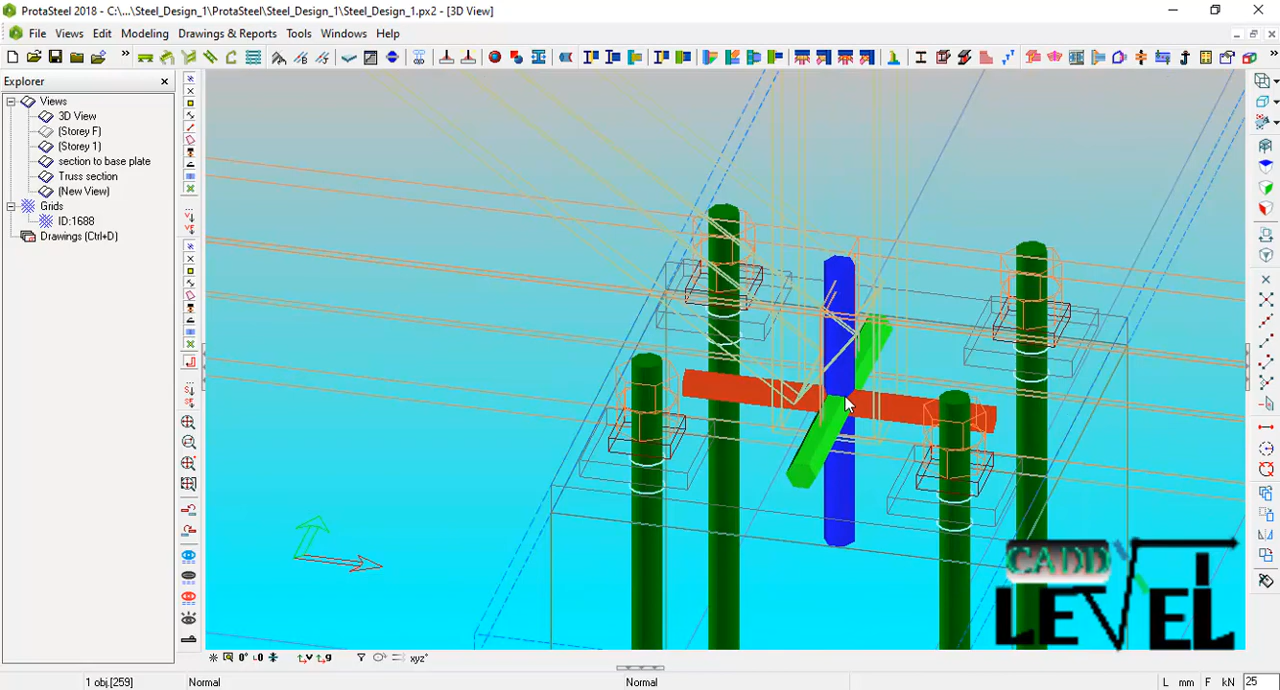 ProtaSteel 2018 - C:\...\Steel_Design_1\ProtaSteel\Steel_Design_1\Steel_Design_1.px2 - [3D View]
File Views Edit Modeling Drawings & Reports Tools Windows Help
Explorer
Views
3D View
(Storey F)
(Storey 1)
section to base plate
Truss section
(New View)
Grids
ID:1688
Drawings (Ctrl+D)
CADD
LEVEL
xyz
1 obj.[259] Normal Normal L mm F kN 25